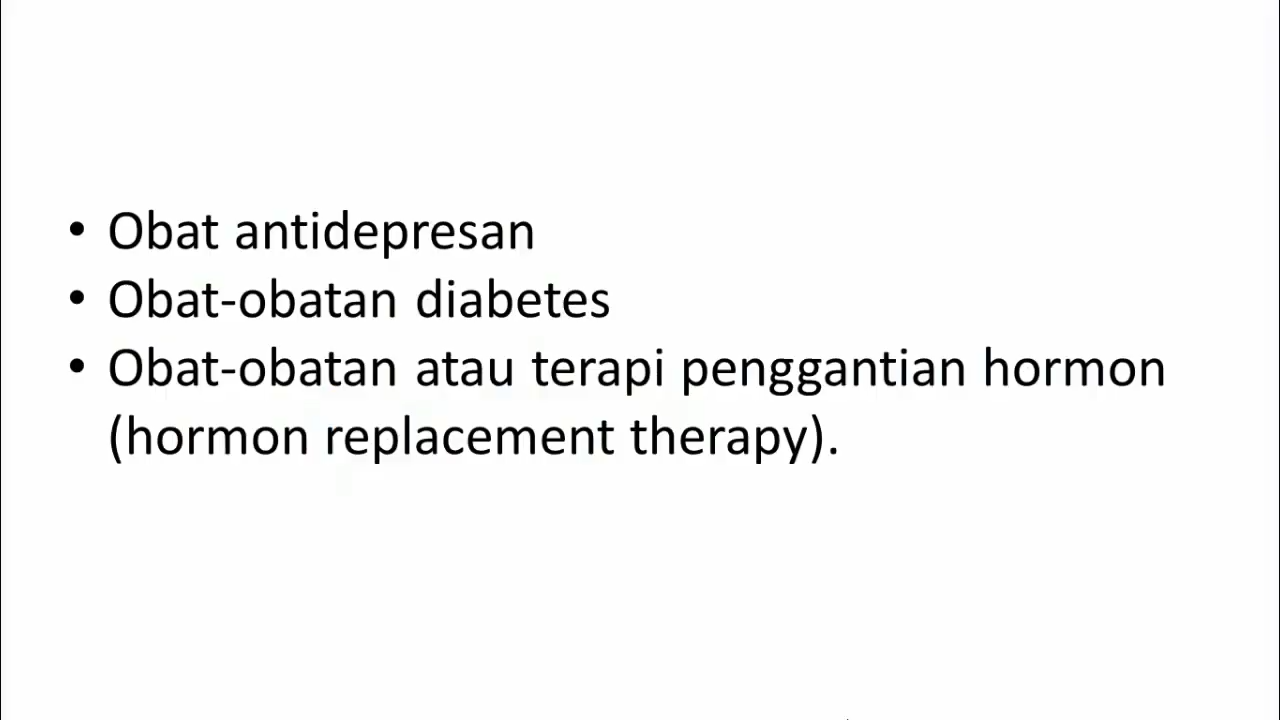 • Obat antidepresan
• Obat-obatan diabetes
• Obat-obatan atau terapi penggantian hormon
(hormon replacement therapy).